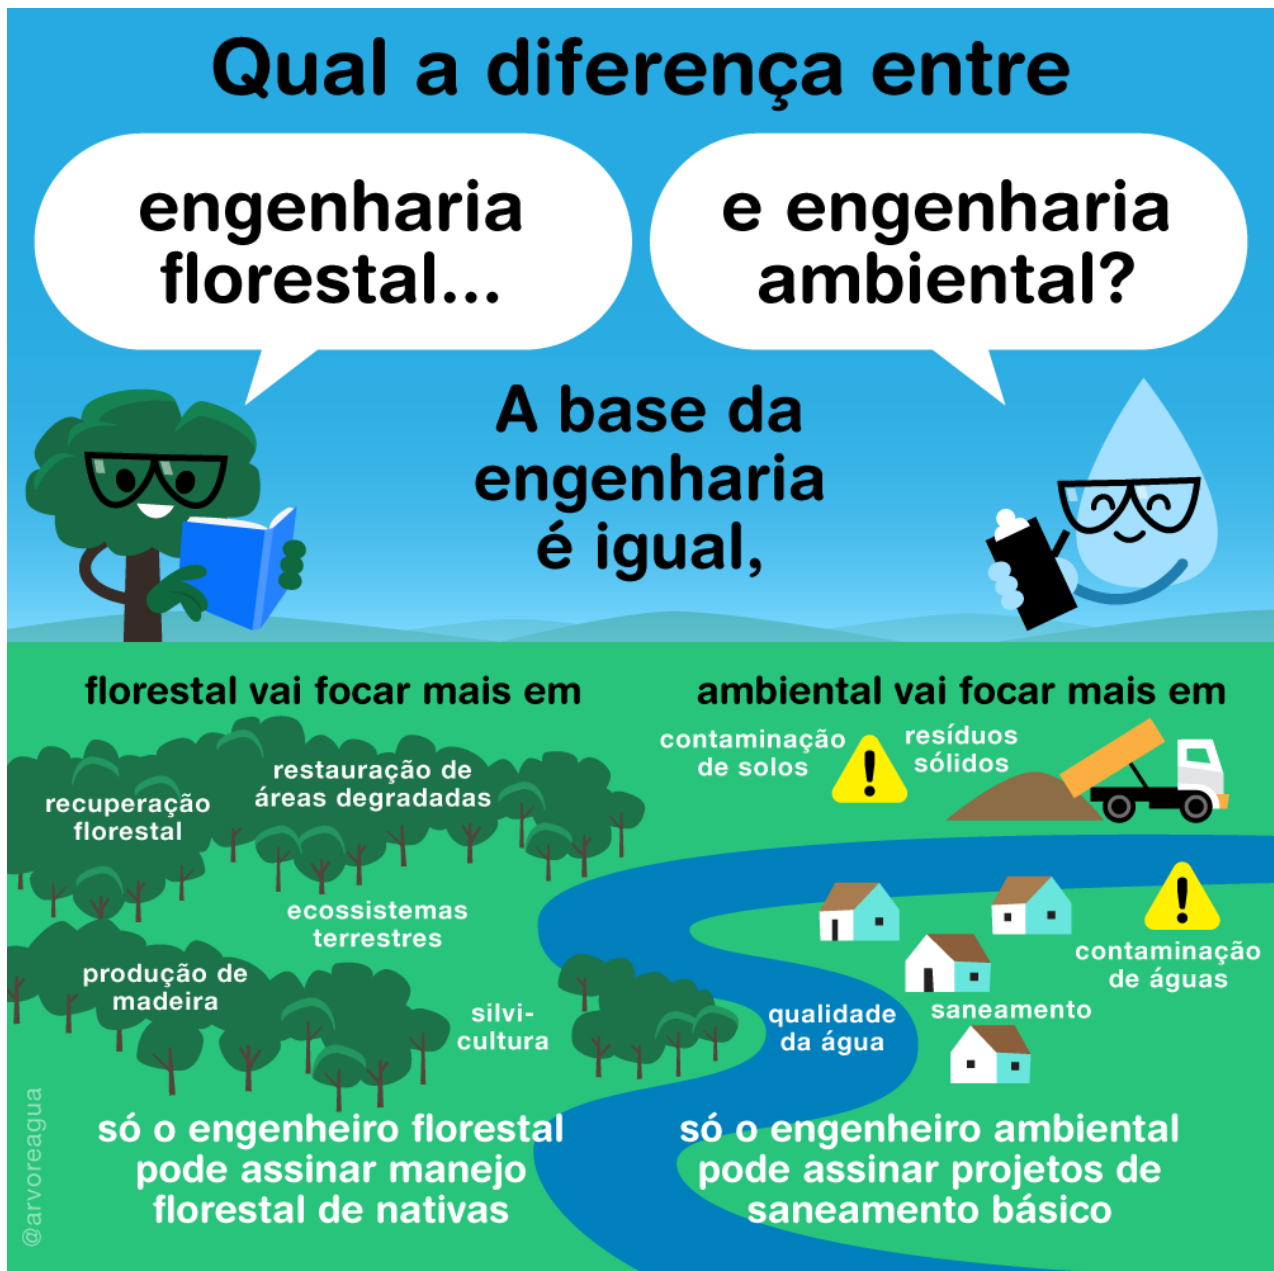 Qual a diferença entre
engenharia
florestal...
e engenharia
ambiental?
A base da
engenharia
é igual,
florestal vai focar mais em
recuperação
florestal
restauração de
áreas degradadas
ecossistemas
terrestres
produção de
madeira
silvi-
cultura
só o engenheiro florestal
pode assinar manejo
florestal de nativas
ambiental vai focar mais em
contaminação
de solos
!
resíduos
sólidos
!
contaminação
de águas
saneamento
qualidade
da água
só o engenheiro ambiental
pode assinar projetos de
saneamento básico
@arvoreagua